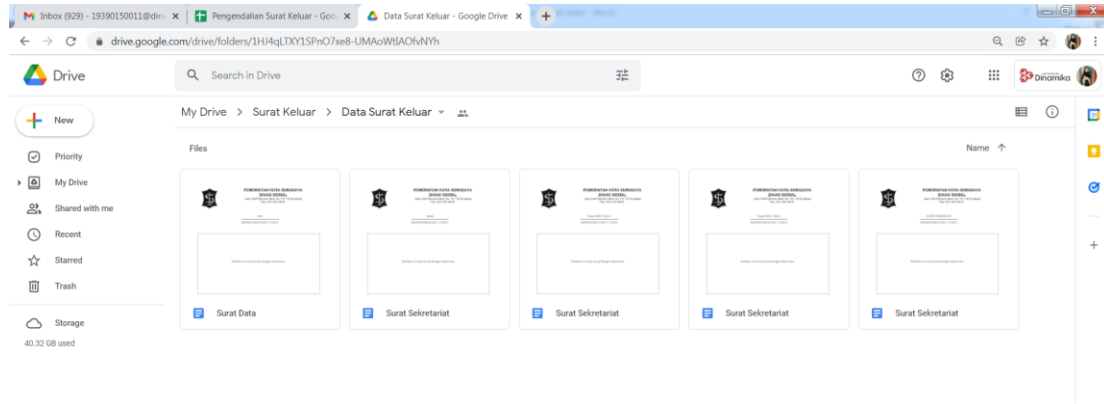 Inbox (929) - 19390150011@din
Pengendalian Surat Keluar - Goo
Data Surat Keluar - Google Drive
drive.google.com/drive/folders/1HJ4qLTXY1SPnO7xe8-UMAoWtIAOfvNYh
Drive
Search in Drive
Dinamika
New
My Drive > Surat Keluar > Data Surat Keluar
Files
Name
Priority
My Drive
Shared with me
Recent
Starred
Trash
Storage
40.32 GB used
PEMERINTAH KOTA SURABAYA
DINAS SOSIAL
PEMERINTAH KOTA SURABAYA
DINAS SOSIAL
PEMERINTAH KOTA SURABAYA
DINAS SOSIAL
PEMERINTAH KOTA SURABAYA
DINAS SOSIAL
PEMERINTAH KOTA SURABAYA
DINAS SOSIAL
Surat Data
Surat Sekretariat
Surat Sekretariat
Surat Sekretariat
Surat Sekretariat